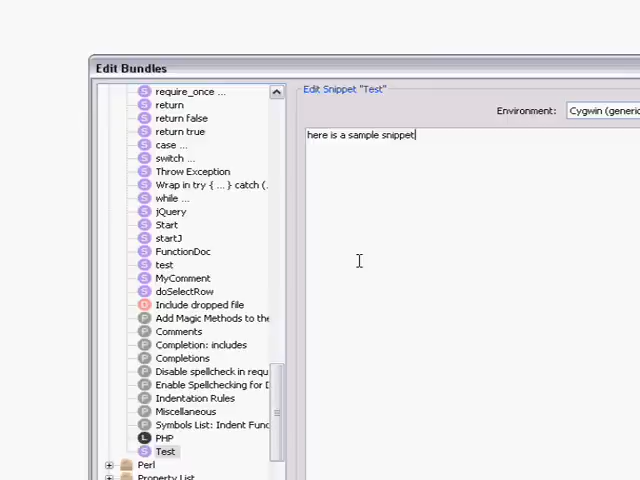 Edit Bundles
require_once ...
return
return false
return true
case ...
switch ...
Throw Exception
Wrap in try { ... } catch (.
while ...
jQuery
Start
startJ
FunctionDoc
test
MyComment
doSelectRow
Include dropped file
Add Magic Methods to the
Comments
Completion: includes
Completions
Disable spellcheck in requ
Enable Spellchecking for D
Indentation Rules
Miscellaneous
Symbols List: Indent Func
PHP
Test
Perl
Property List
Edit Snippet "Test"
Environment: Cygwin (generic
here is a sample snippet